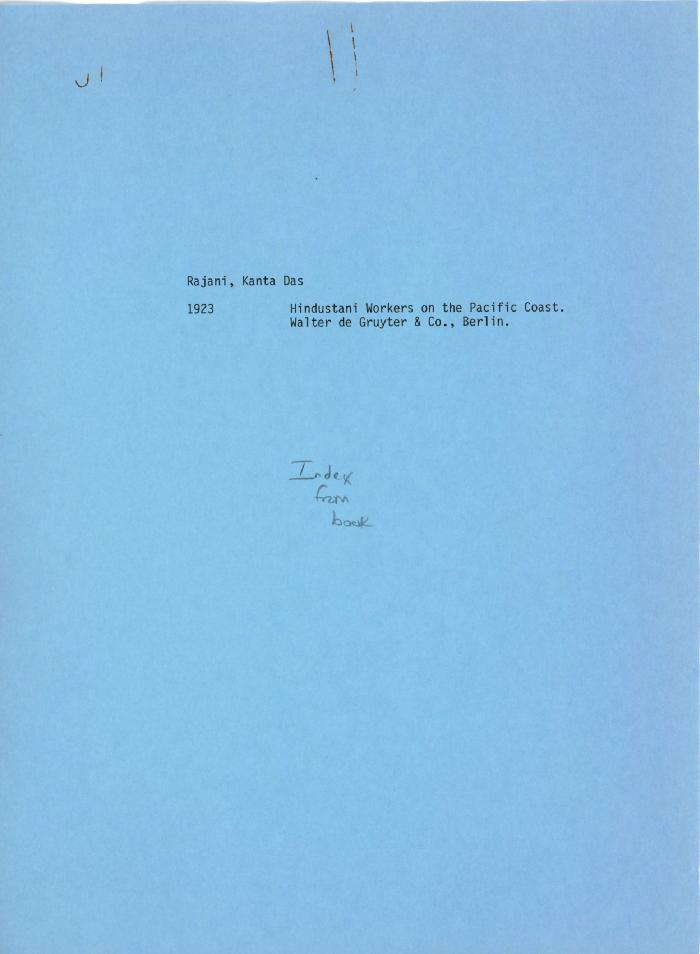 Rajani, Kanta Das
1923 Hindustani Workers on the Pacific Coast.
Walter de Gruyter & Co., Berlin.
Index
from
book